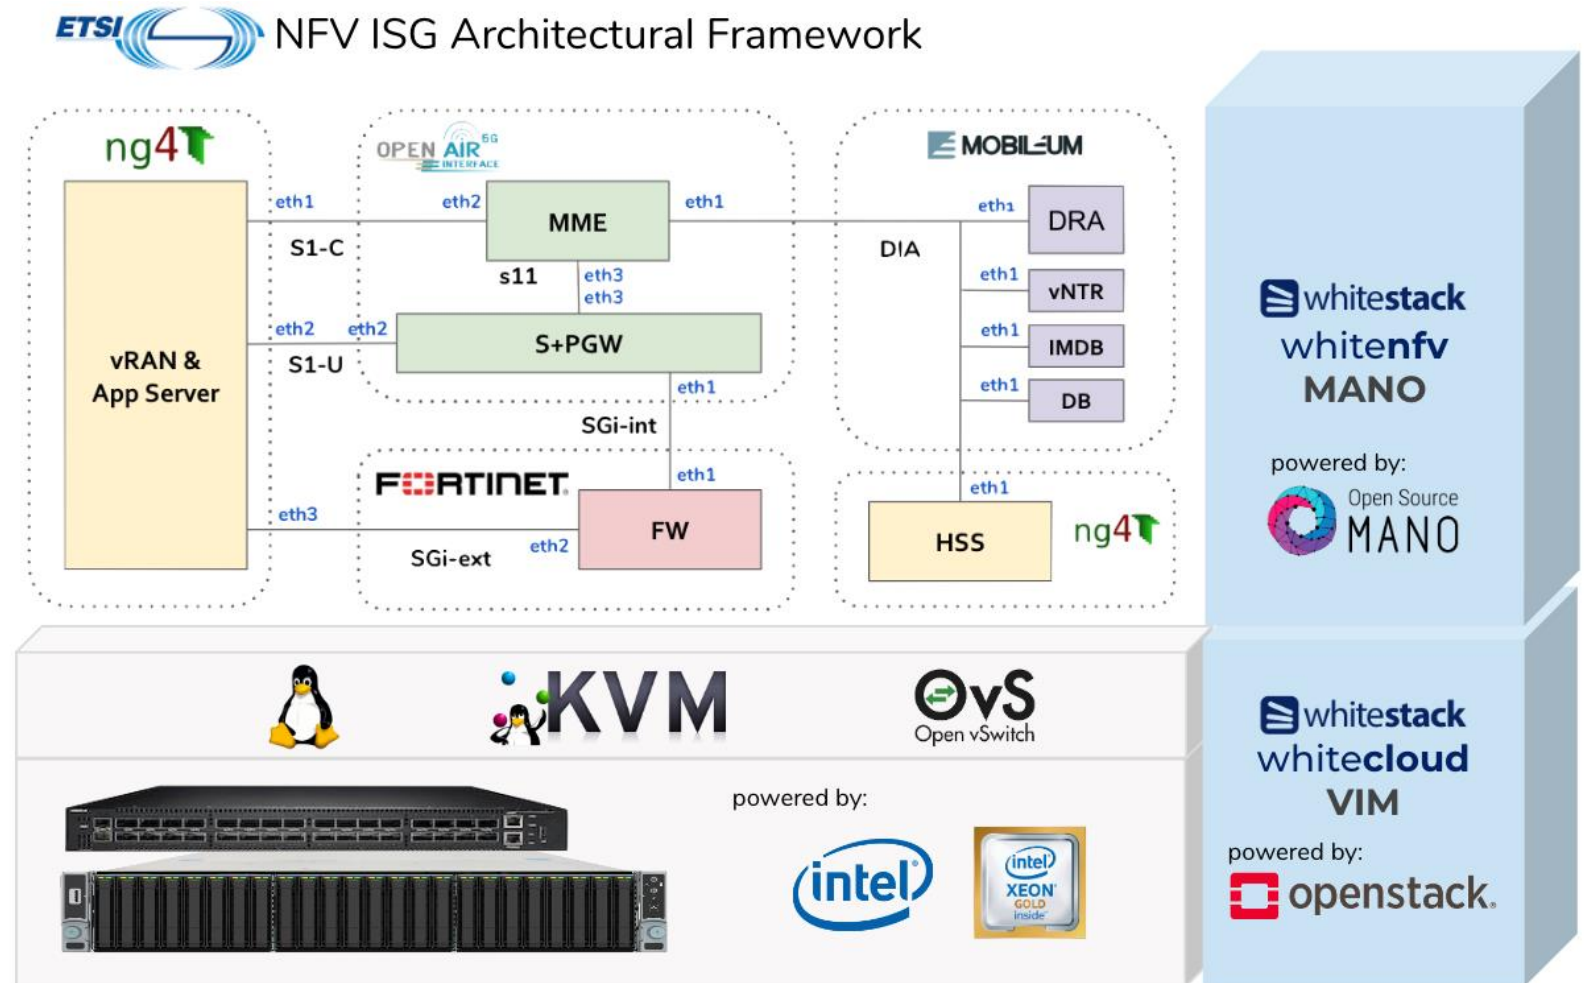 ETSI NFV ISG Architectural Framework
ng4T
vRAN &
App Server
eth1
S1-C
eth2
S1-U
eth3
SGi-ext
OPEN AIR 5G
INTERFACE
eth2
MME
eth1
s11
eth3
eth3
eth2
S+PGW
eth1
SGi-int
FORTINET
eth1
FW
eth2
MOBILEUM
DIA
eth1
DRA
eth1
vNTR
eth1
IMDB
eth1
DB
eth1
HSS
ng4T
whitestack
whitenfv
MANO
powered by:
Open Source
MANO
KVM
OvS
Open vSwitch
powered by:
intel
intel
XEON
GOLD
inside
whitestack
whitecloud
VIM
powered by:
openstack.